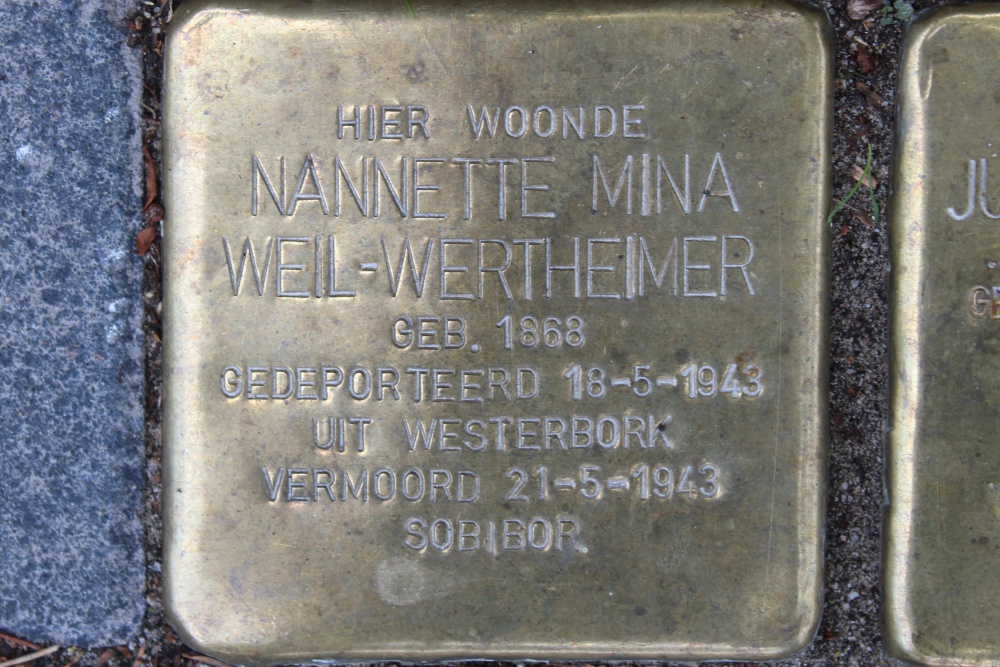 HIER WOONDE
NANNETTE MINA
WEIL-WERTHEIMER
GEB. 1868
GEDEPORTEERD 18-5-1943
UIT WESTERBORK
VERMOORD 21-5-1943
SOBIBOR